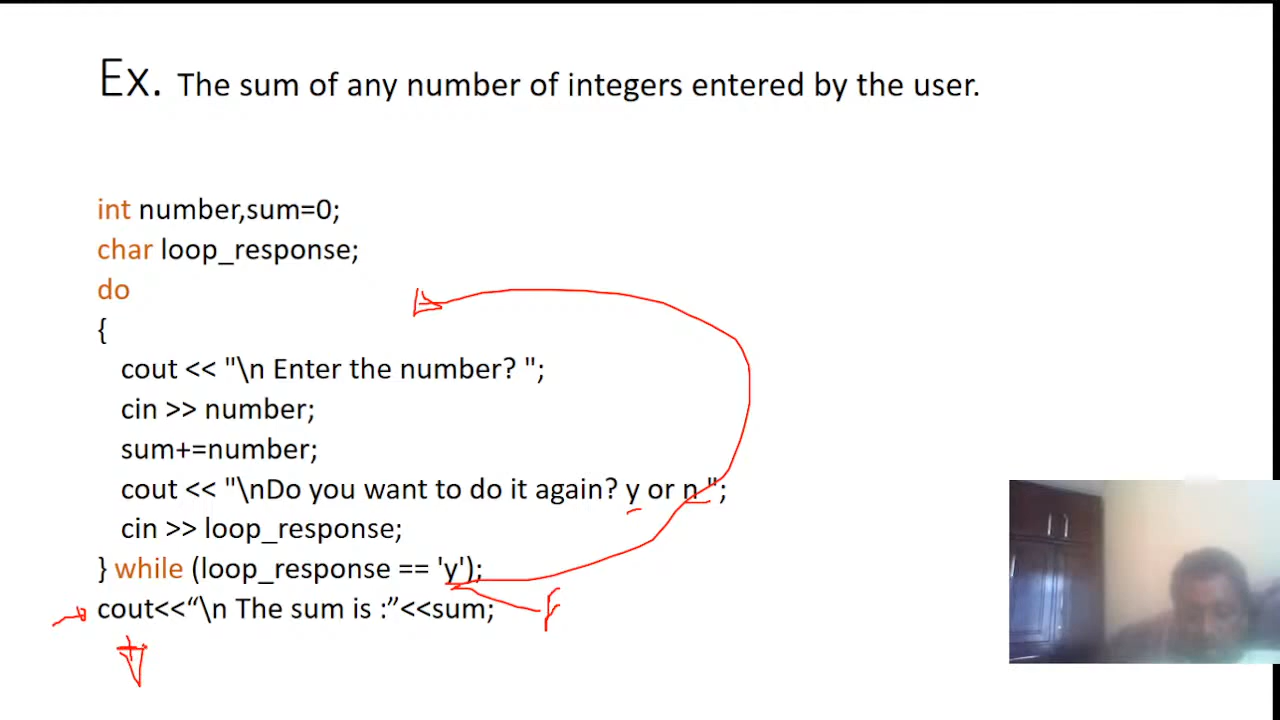 Ex. The sum of any number of integers entered by the user.
int number,sum=0;
char loop_response;
do
{
cout << "\n Enter the number? ";
cin >> number;
sum+=number;
cout << "\nDo you want to do it again? y or n ";
cin >> loop_response;
} while (loop_response == 'y');
cout<<“\n The sum is :”<<sum;